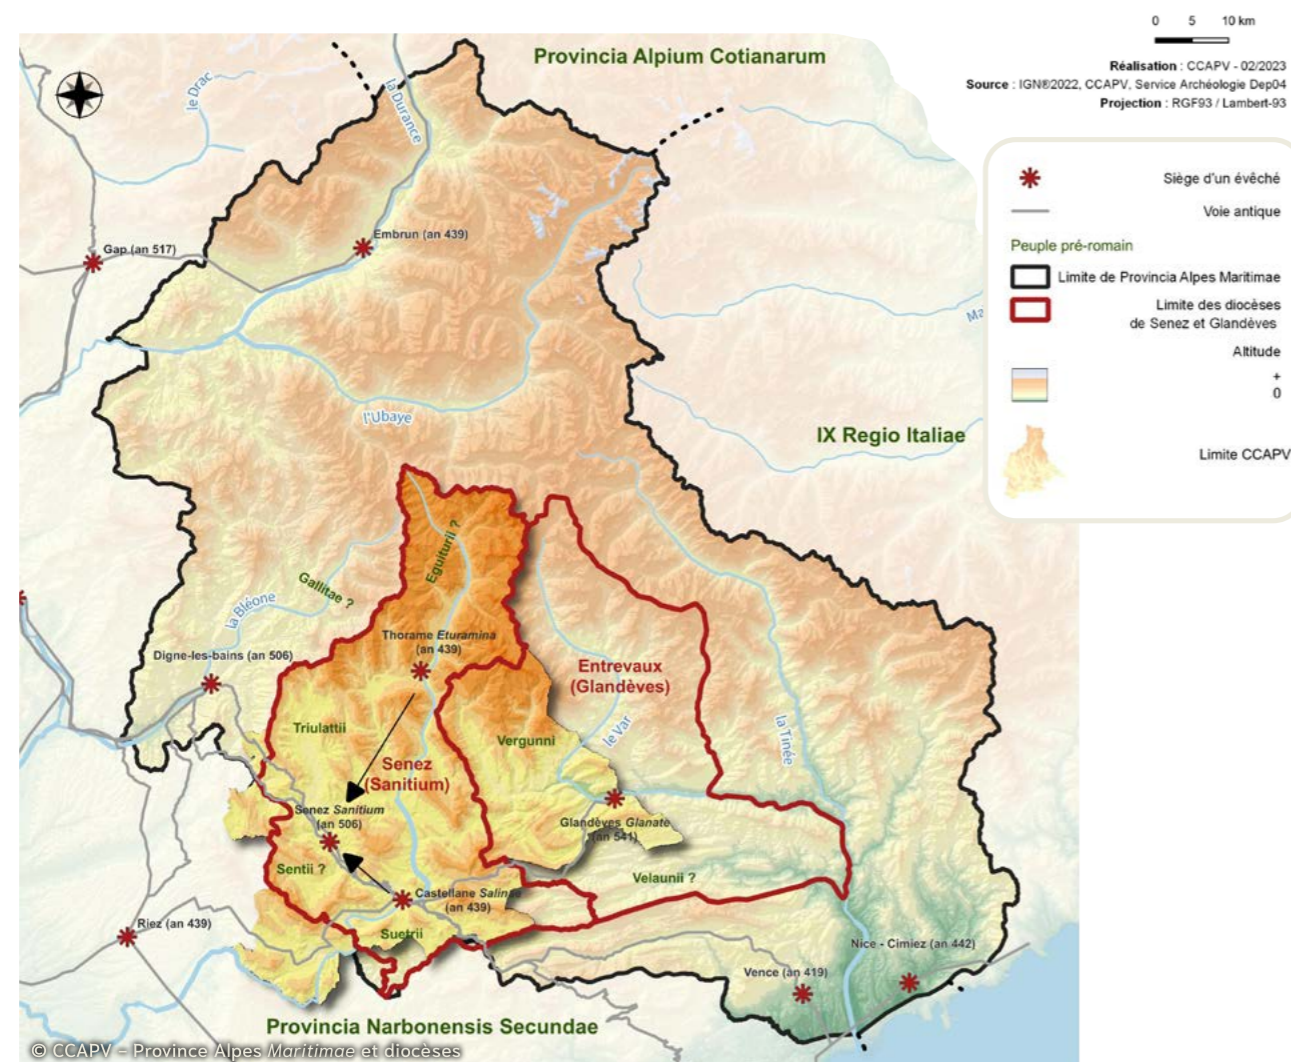 0 5 10 km
Réalisation : CCAPV - 02/2023
Source : IGN®2022, CCAPV, Service Archéologie Dep04
Projection : RGF93 / Lambert-93
Siège d'un évêché
Voie antique
Peuple pré-romain
Limite de Provincia Alpes Maritimae
Limite des diocèses
de Senez et Glandèves
Altitude
+
0
Limite CCAPV
Provincia Alpium Cotianarum
le Drac
la Durance
Embrun (an 439)
Gap (an 517)
Ma
l'Ubaye
IX Regio Italiae
Eguiturii ?
Gallitae ?
la Bléone
Thorame Eturamina
(an 439)
Digne-les-bains (an 506)
Entrevaux
(Glandèves)
Triulattii
Vergunni
le Var
la Tinée
Senez
(Sanitium)
Senez Sanitium
(an 506)
Glandèves Glanate
(an 541)
Sentii ?
Velaunii ?
Castellane Salinae
(an 439)
Riez (an 439)
Suetrii
Nice - Cimiez (an 442)
Vence (an 419)
Provincia Narbonensis Secundae
© CCAPV – Province Alpes Maritimae et diocèses